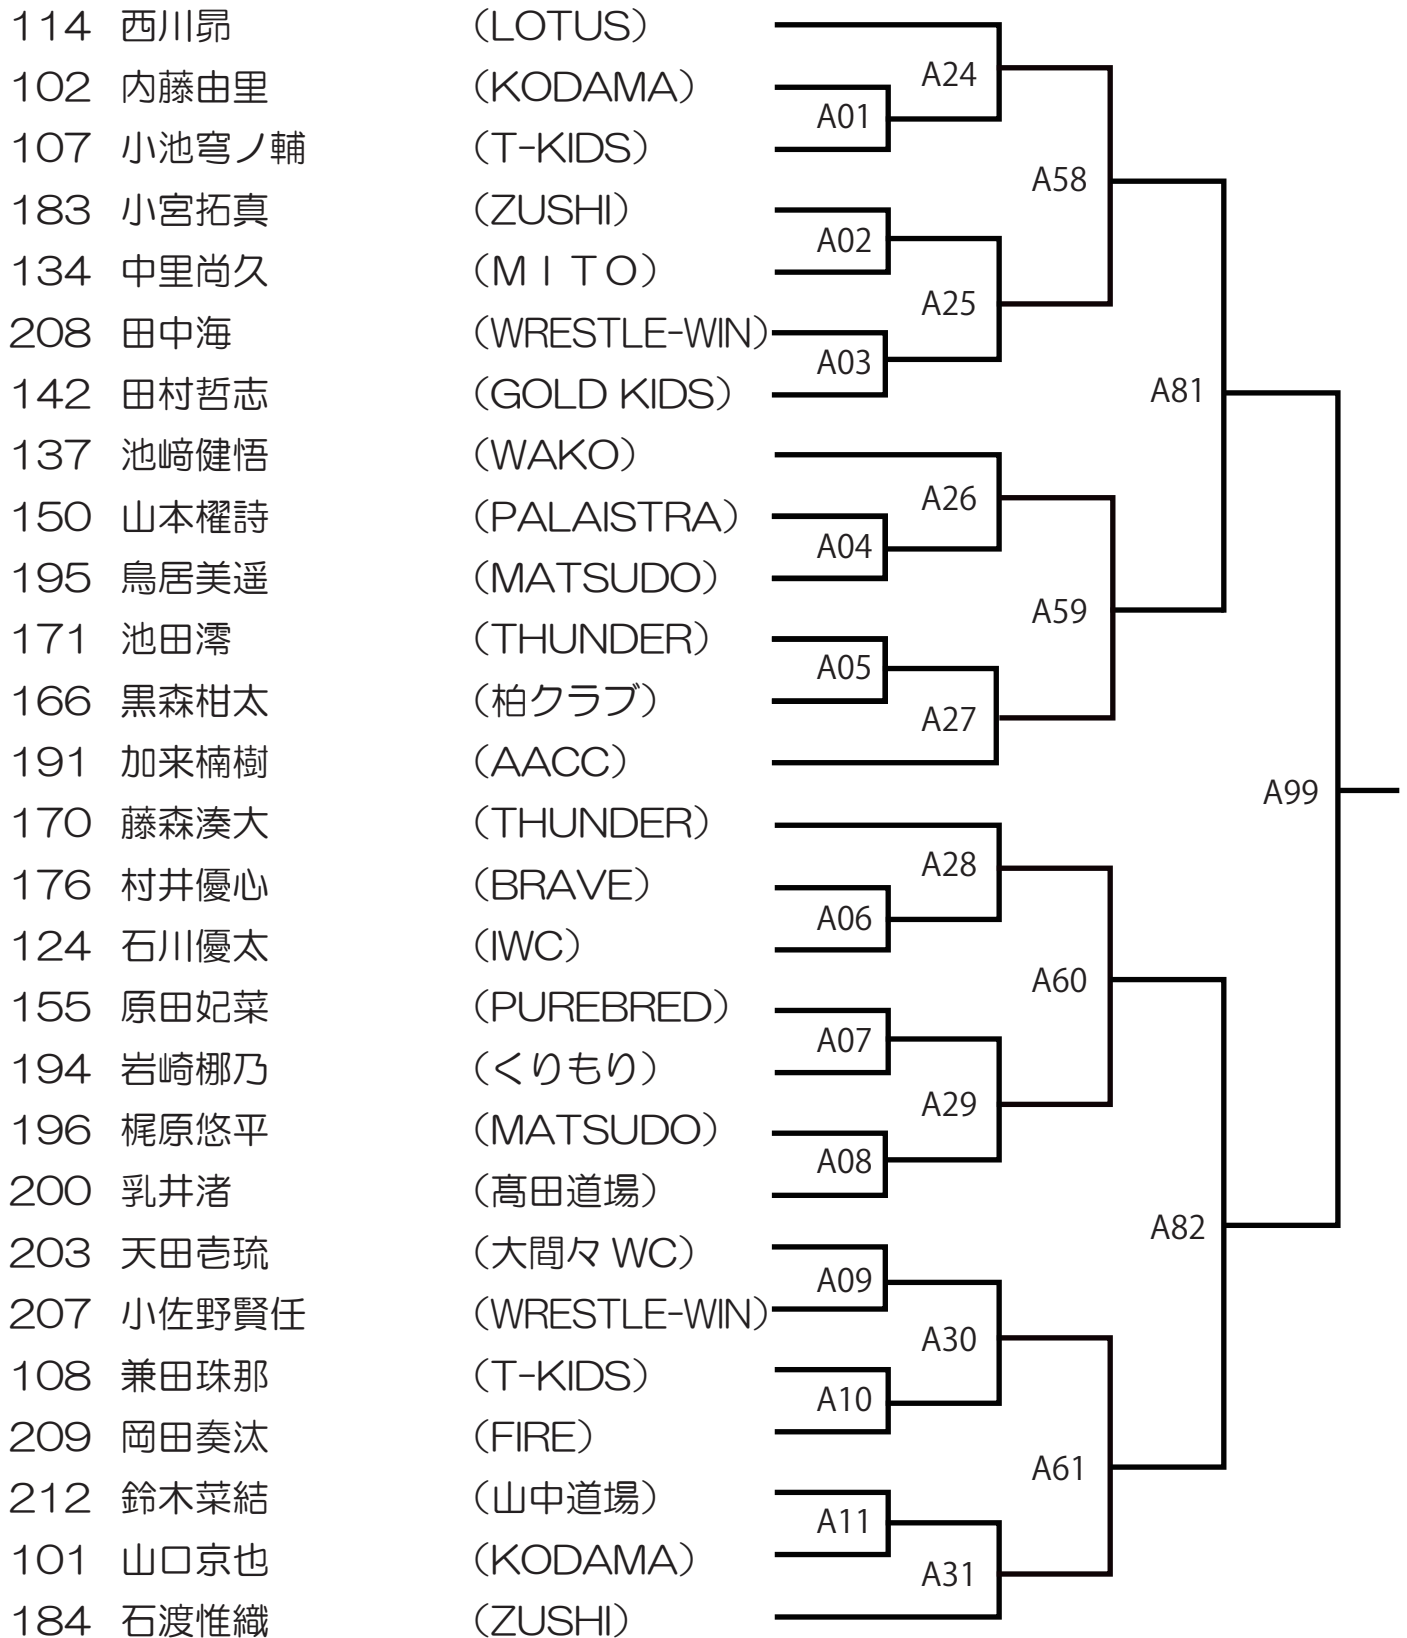 114 西川昴 (LOTUS)
A24
102 内藤由里 (KODAMA)
A01
107 小池穹ノ輔 (T-KIDS)
A58
183 小宮拓真 (ZUSHI)
A02
134 中里尚久 (MITO)
A25
208 田中海 (WRESTLE-WIN)
A03
142 田村哲志 (GOLD KIDS)
A81
137 池﨑健悟 (WAKO)
A26
150 山本櫂詩 (PALAISTRA)
A04
195 鳥居美遥 (MATSUDO)
A59
171 池田澪 (THUNDER)
A05
166 黒森柑太 (柏クラブ)
A27
191 加来楠樹 (AACC)
A99
170 藤森湊大 (THUNDER)
A28
176 村井優心 (BRAVE)
A06
124 石川優太 (IWC)
A60
155 原田妃菜 (PUREBRED)
A07
194 岩崎梛乃 (くりもり)
A29
196 梶原悠平 (MATSUDO)
A08
200 乳井渚 (髙田道場)
A82
203 天田壱琉 (大間々 WC)
A09
207 小佐野賢任 (WRESTLE-WIN)
A30
108 兼田珠那 (T-KIDS)
A10
209 岡田奏汰 (FIRE)
A61
212 鈴木菜結 (山中道場)
A11
101 山口京也 (KODAMA)
A31
184 石渡惟織 (ZUSHI)